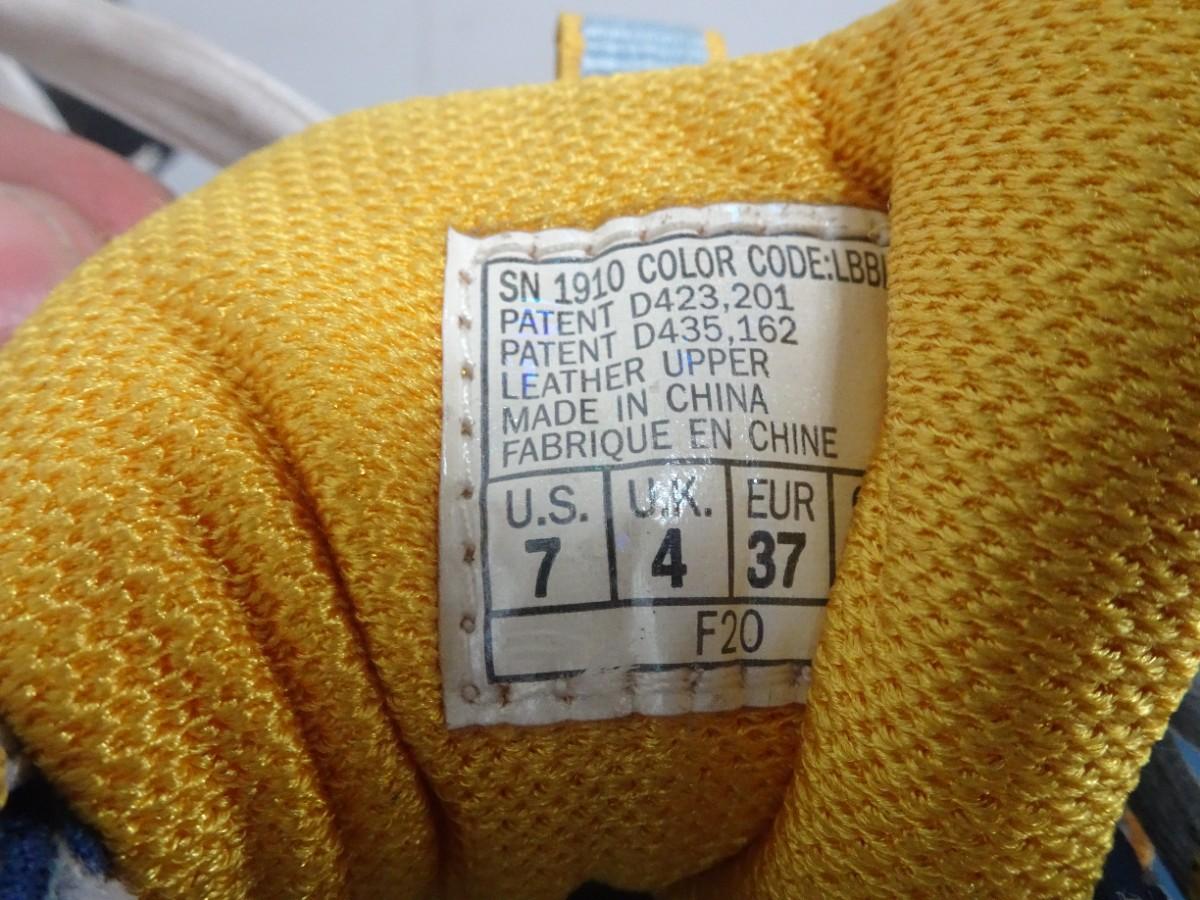 SN 1910 COLOR CODE:LBBL
PATENT D423,201
PATENT D435,162
LEATHER UPPER
MADE IN CHINA
FABRIQUE EN CHINE
U.S. U.K. EUR
7 4 37
F20